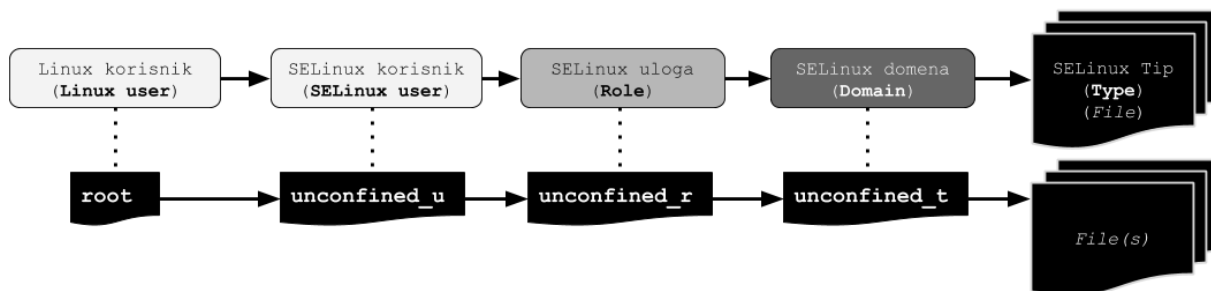 Linux korisnik
(Linux user)
SELinux korisnik
(SELinux user)
SELinux uloga
(Role)
SELinux domena
(Domain)
SELinux Tip
(Type)
(File)
root
unconfined_u
unconfined_r
unconfined_t
File(s)